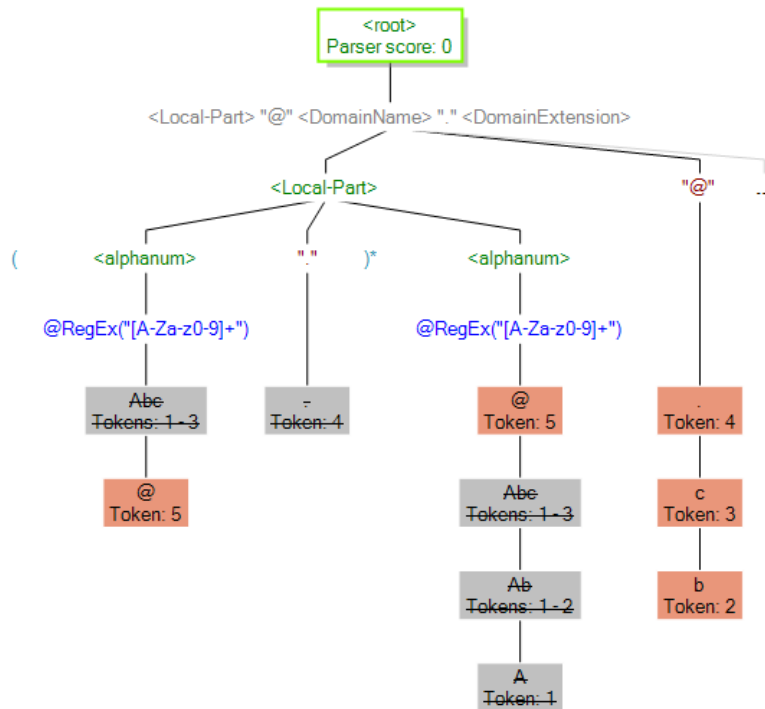 <root>
Parser score: 0
<Local-Part> "@" <DomainName> "." <DomainExtension>
<Local-Part> "@" ...
( <alphanum> "." )* <alphanum>
@RegEx("[A-Za-z0-9]+") @RegEx("[A-Za-z0-9]+")
Abc . @ .
Tokens: 1 - 3 Token: 4 Token: 5 Token: 4
@ Abc c
Token: 5 Tokens: 1 - 3 Token: 3
Ab b
Tokens: 1 - 2 Token: 2
A
Token: 1